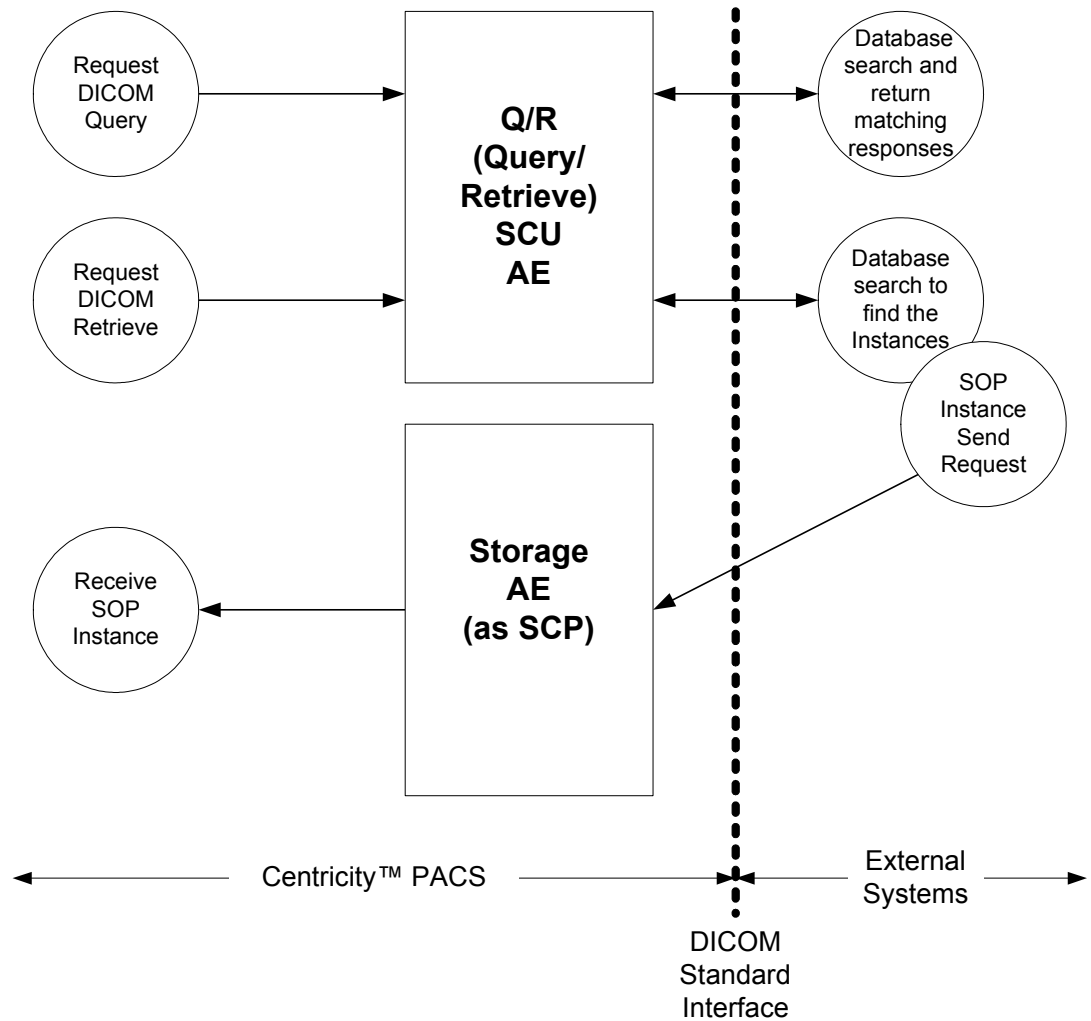 Request
DICOM
Query
Q/R
(Query/
Retrieve)
SCU
AE
Database
search and
return
matching
responses
Request
DICOM
Retrieve
Database
search to
find the
Instances
SOP
Instance
Send
Request
Storage
AE
(as SCP)
Receive
SOP
Instance
Centricity™ PACS
External
Systems
DICOM
Standard
Interface